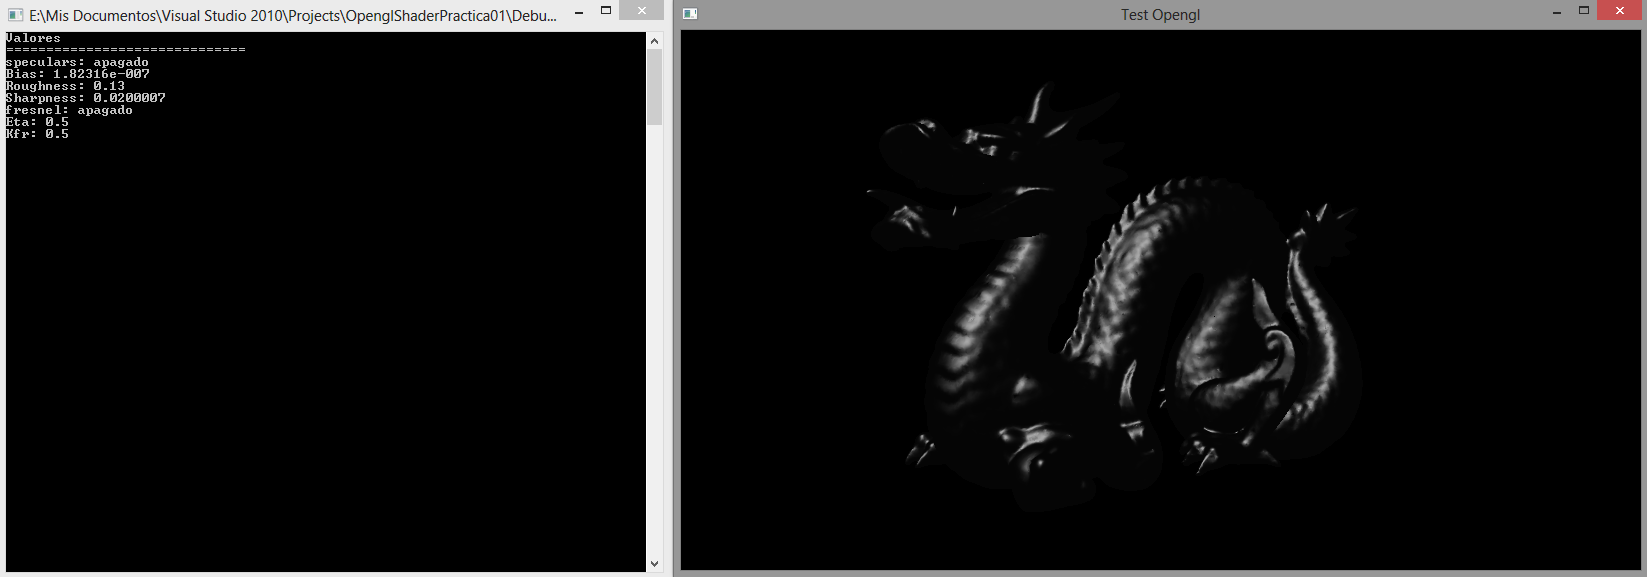 E:\Mis Documentos\Visual Studio 2010\Projects\OpenglShaderPractica01\Debu...
Valores
==============================
speculars: apagado
Bias: 1.82316e-007
Roughness: 0.13
Sharpness: 0.0200007
fresnel: apagado
Eta: 0.5
Kfr: 0.5
Test Opengl